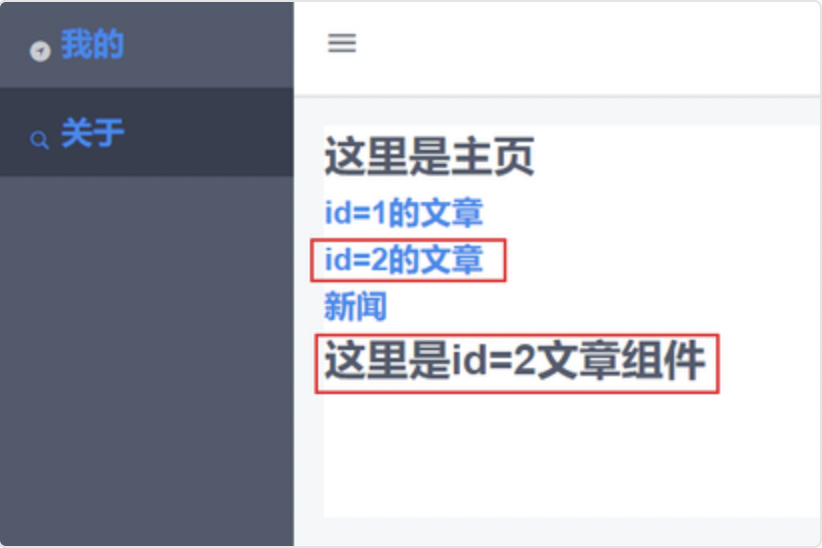 我的
关于
这里是主页
id=1的文章
id=2的文章
新闻
这里是id=2文章组件